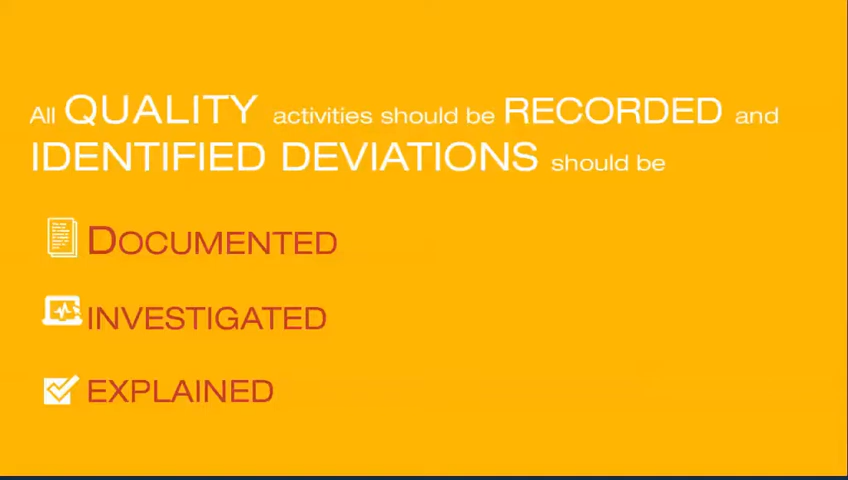 All QUALITY activities should be RECORDED and
IDENTIFIED DEVIATIONS should be
DOCUMENTED
INVESTIGATED
EXPLAINED